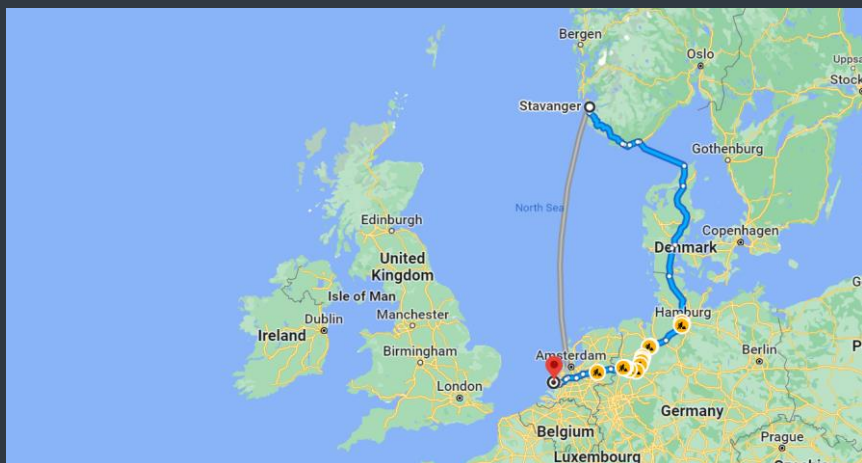 Bergen
Oslo
Uppsa
Stock
Stavanger
Gothenburg
North Sea
Edinburgh
Copenhagen
Denmark
United
Kingdom
Isle of Man
Hamburg
Dublin
Manchester
Ireland
Amsterdam
Berlin
Birmingham
London
Germany
Belgium
Prague
Luxembourg